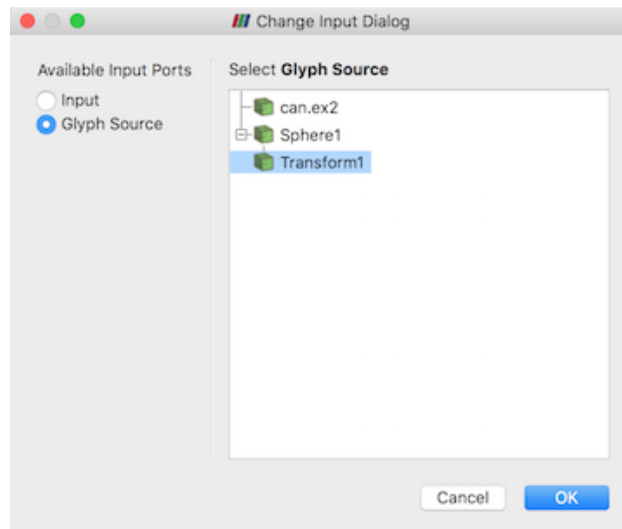 Change Input Dialog
Available Input Ports
Input
Glyph Source
Select Glyph Source
can.ex2
Sphere1
Transform1
Cancel
OK